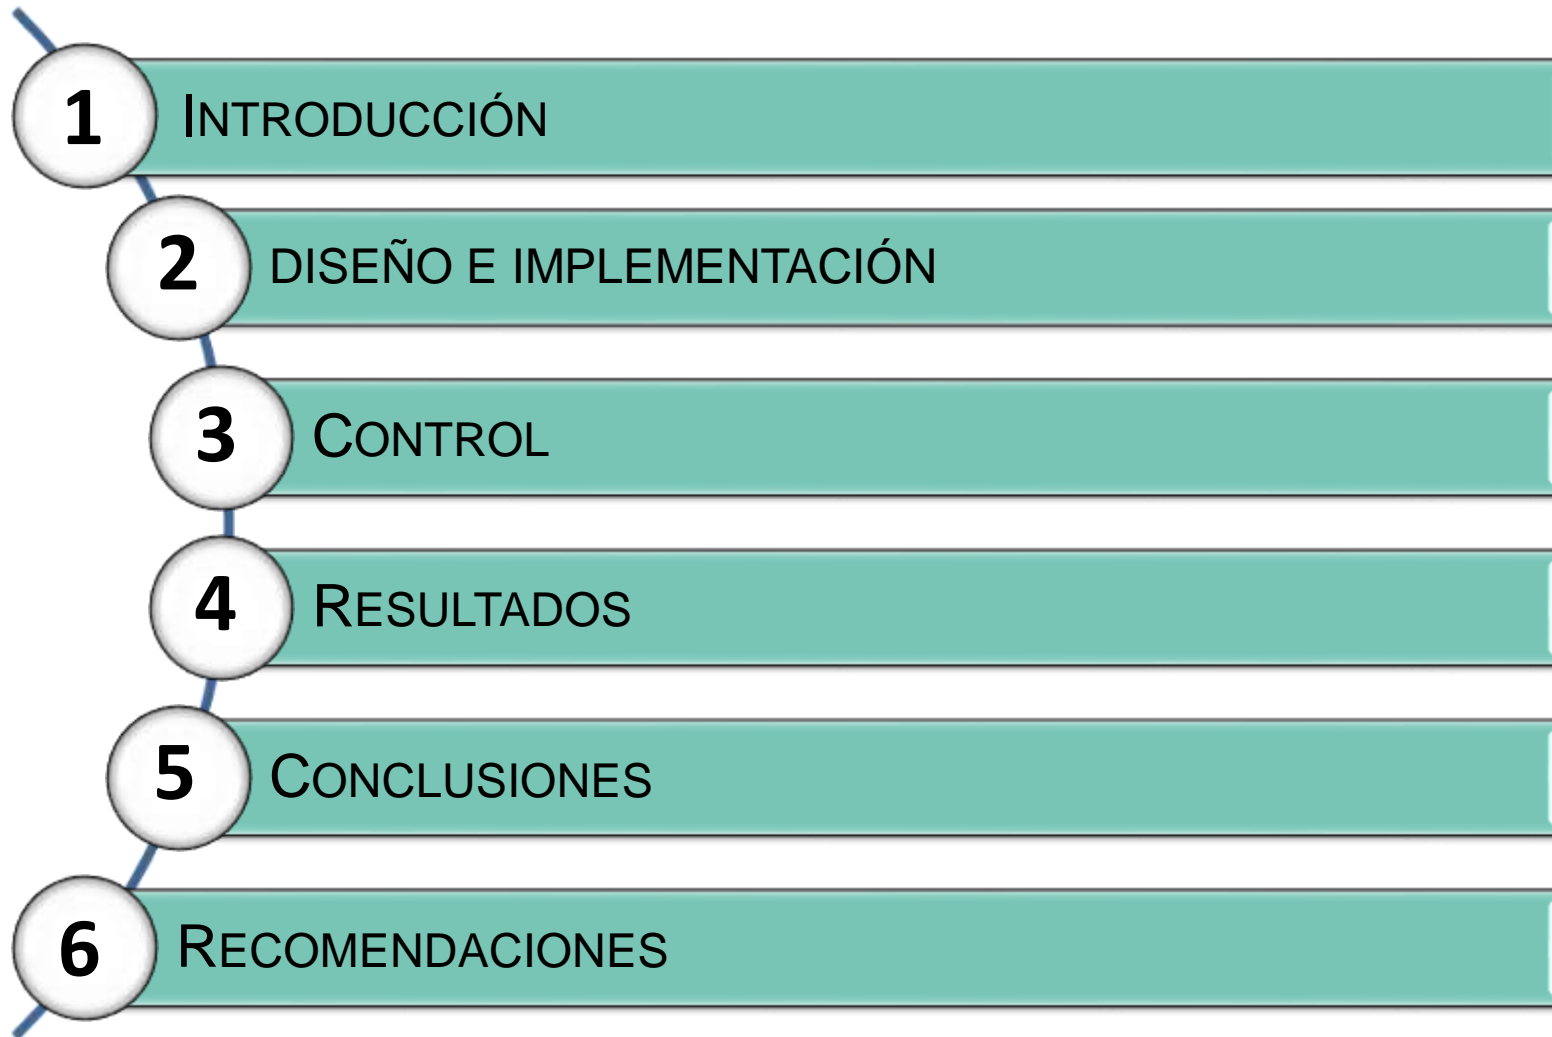 1 INTRODUCCIÓN
2 DISEÑO E IMPLEMENTACIÓN
3 CONTROL
4 RESULTADOS
5 CONCLUSIONES
6 RECOMENDACIONES